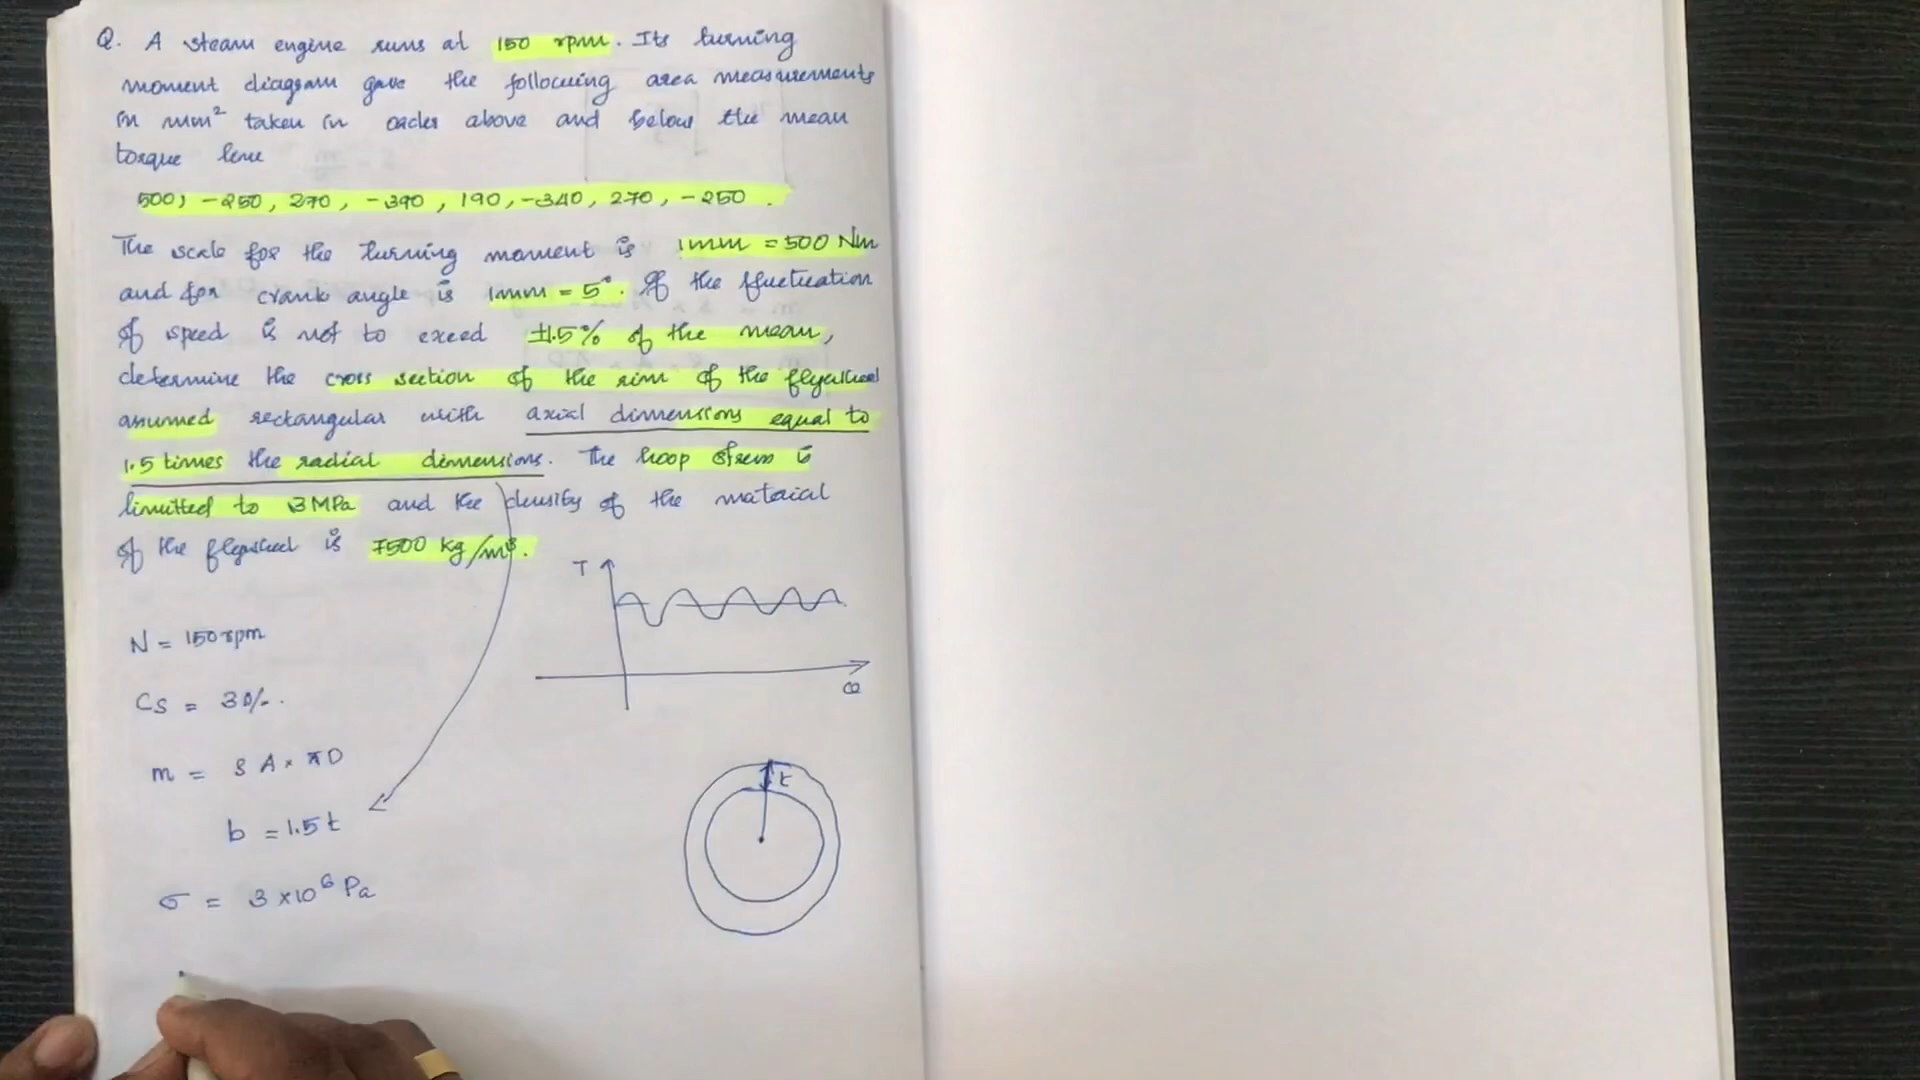 Q. A steam engine runs at 150 rpm. Its turning
moment diagram gave the following area measurements
in mm² taken in order above and below the mean
torque line
500, -250, 270, -390, 190, -340, 270, -250.
The scale for the turning moment is 1mm = 500 Nm
and for crank angle is 1mm = 5°. If the fluctuation
of speed is not to exeed ±1.5% of the mean,
determine the cross section of the rim of the flywheel
assumed rectangular with axial dimensions equal to
1.5 times the radial dimensions. The hoop stress is
limitted to 3 MPa and the density of the material
of the flywheel is 7500 kg/m³.
T
N = 150 rpm
θ
Cs = 3%.
m = ρ A × πD
t
b = 1.5t
σ = 3 × 10⁶ Pa